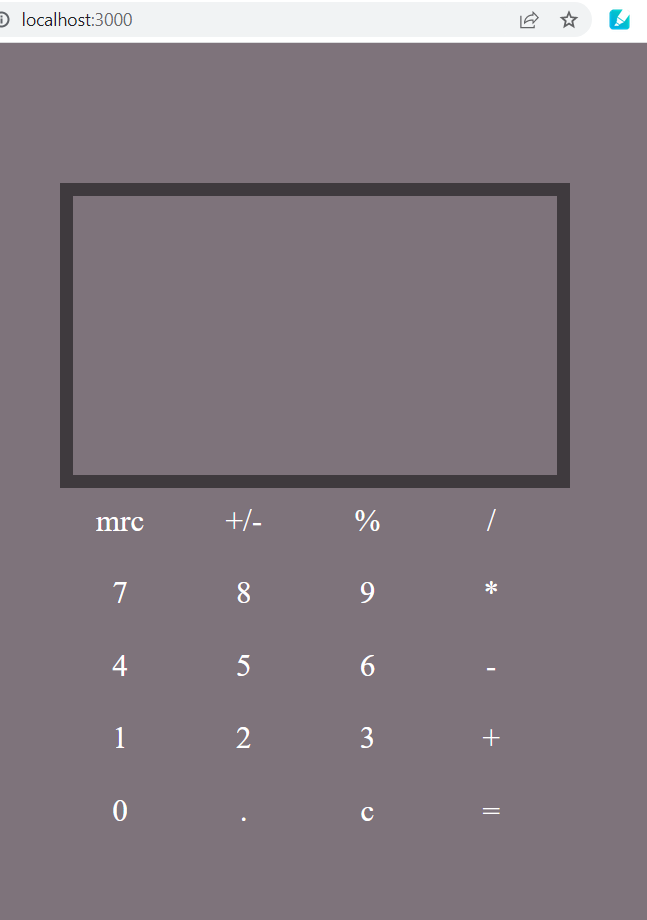 localhost:3000
mrc +/- % /
7 8 9 *
4 5 6 -
1 2 3 +
0 . c =